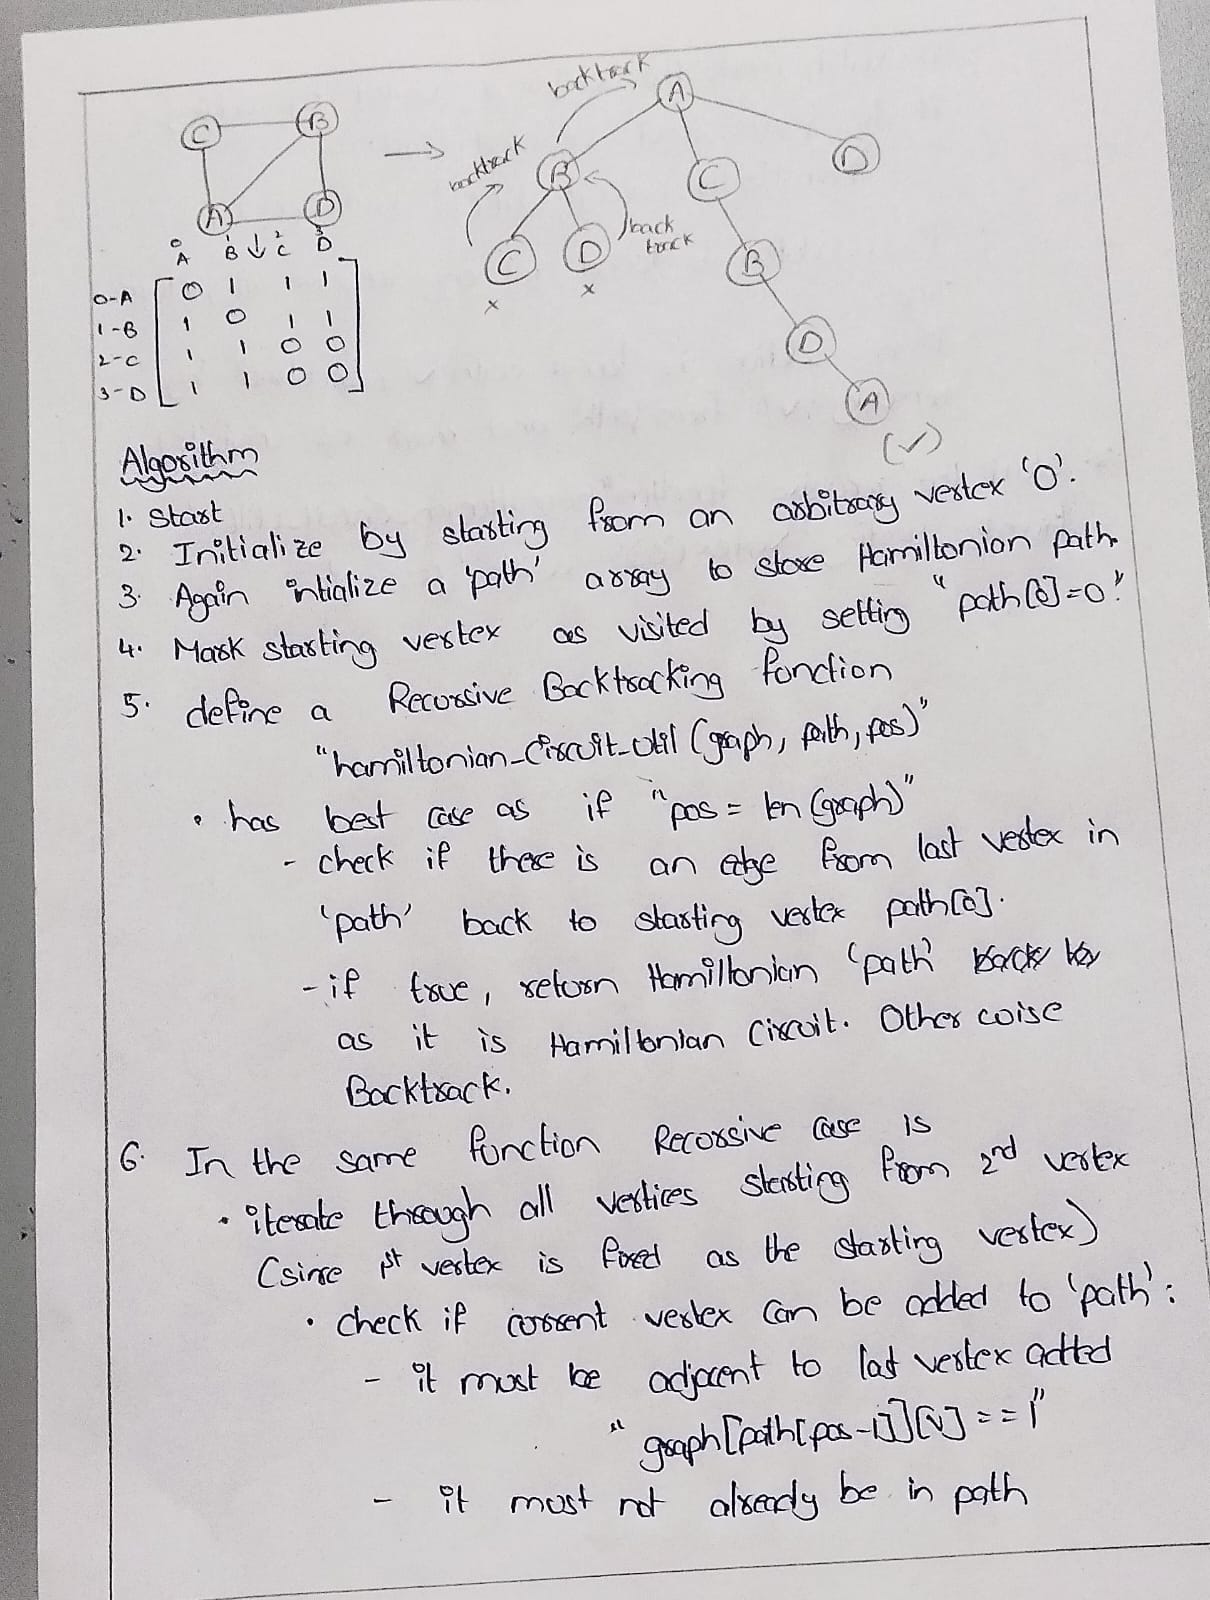 backtrack
A
C
B
→
backtrack
B
C
D
A
D
back
track
0 1 2 3
A B ↓ C D
C
D
B
x
x
0-A 0 1 1 1
1-B 1 0 1 1
2-C 1 1 0 0
3-D 1 1 0 0
D
A
(✓)
Algorithm
1. Start
2. Initialize by starting from an arbitrary vertex '0'.
3. Again intialize a 'path' array to store Hamiltonian path.
4. Mark starting vertex as visited by setting "path[0]=0".
5. define a Recursive Backtracking function
"hamiltonian_Circuit_Util (graph, path, pos)"
• has best case as if "pos = len (graph)"
- check if there is an edge from last vertex in
'path' back to starting vertex path[0].
- if true, return Hamiltonian 'path'
as it is Hamiltonian Circuit. Other coise
Backtrack.
6. In the same function Recursive case is
• iterate through all vertices starting from 2nd vertex
(since 1st vertex is fixed as the starting vertex)
• check if current vertex can be added to 'path':
- it must be adjacent to last vertex added
"graph[path[pos-1]][v] == 1"
- it must not already be in path